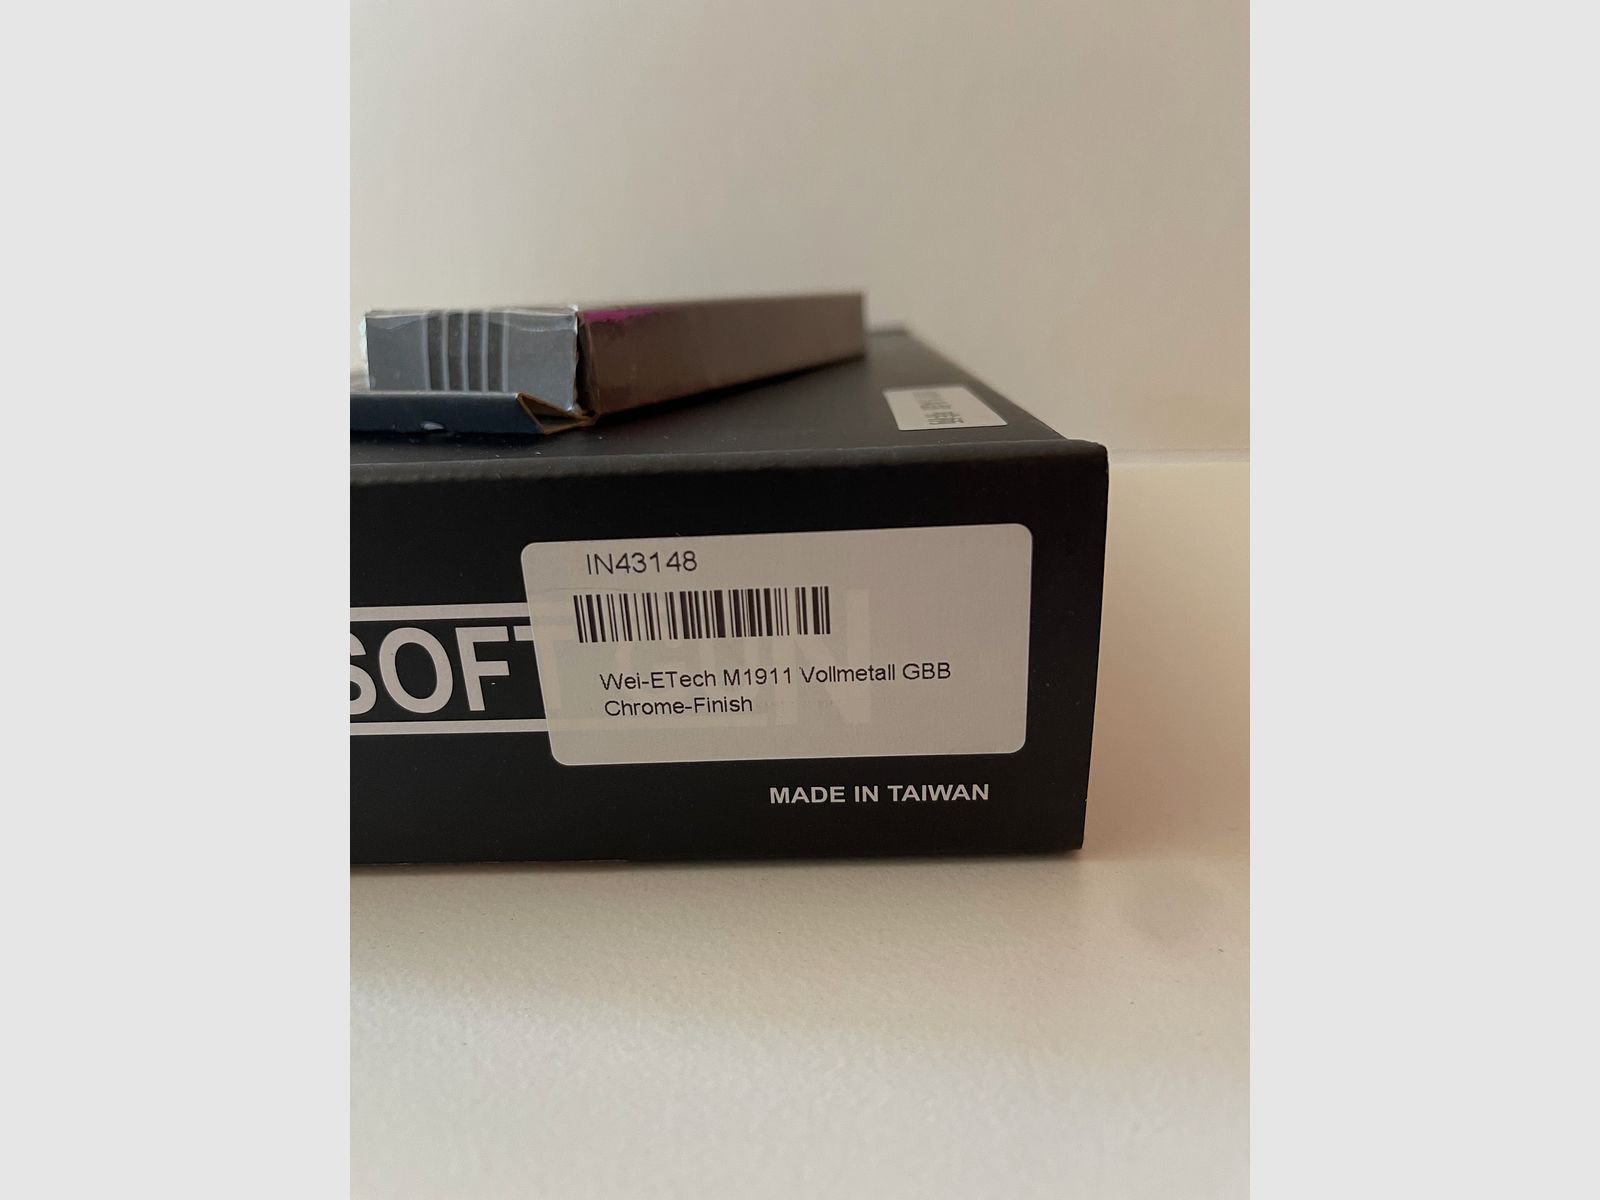 IN43148
SOFT
Wei-ETech M1911 Vollmetall GBB
Chrome-Finish
MADE IN TAIWAN